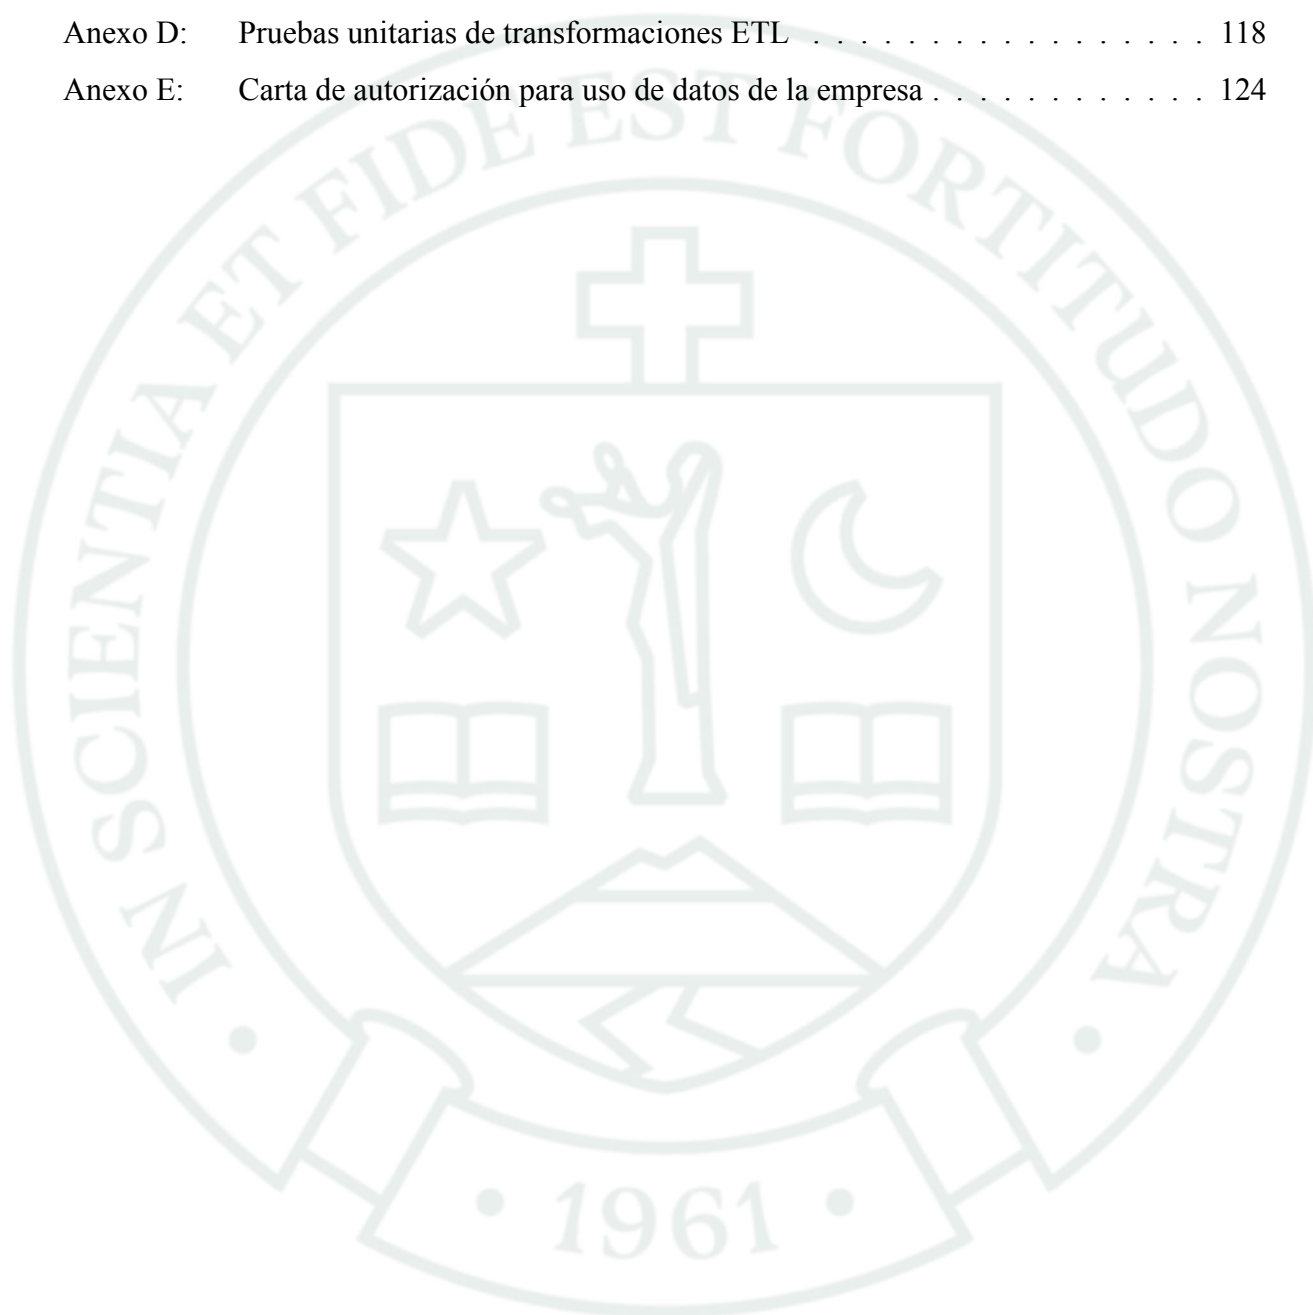 Anexo D: Pruebas unitarias de transformaciones ETL . . . . . . . . . . . . . . . . . 118
Anexo E: Carta de autorización para uso de datos de la empresa . . . . . . . . . . . . 124
IN SCIENTIA ET FIDE EST FORTITUDO NOSTRA
• 1961 •